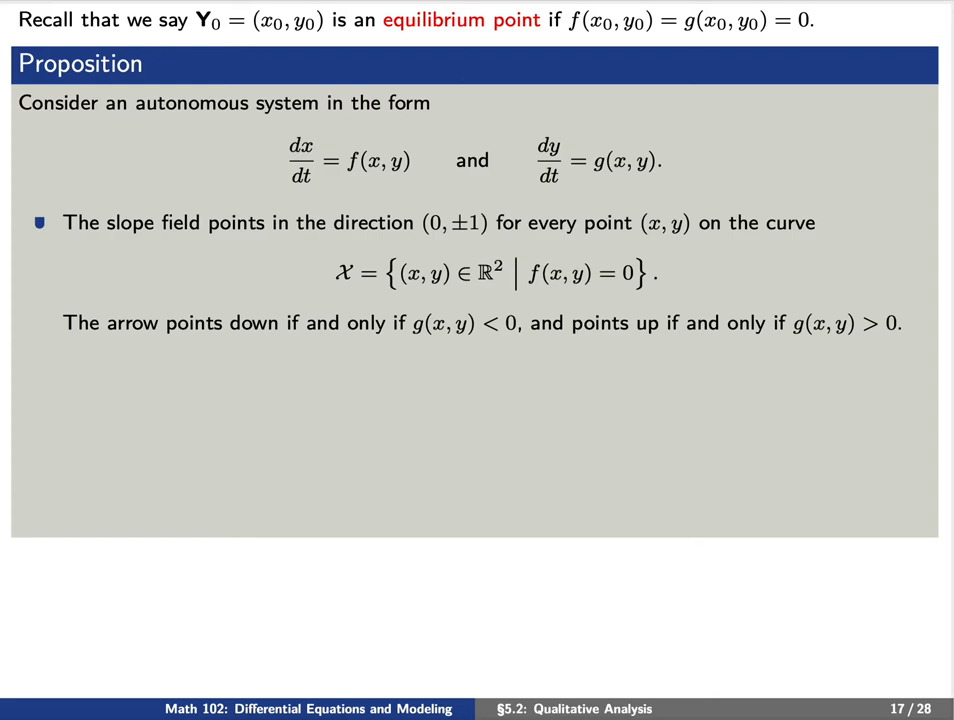 Recall that we say Y₀ = (x₀, y₀) is an equilibrium point if f(x₀, y₀) = g(x₀, y₀) = 0.
Proposition
Consider an autonomous system in the form
dx/dt = f(x, y) and dy/dt = g(x, y).
The slope field points in the direction (0, ±1) for every point (x, y) on the curve
𝒳 = {(x, y) ∈ ℝ² | f(x, y) = 0}.
The arrow points down if and only if g(x, y) < 0, and points up if and only if g(x, y) > 0.
Math 102: Differential Equations and Modeling §5.2: Qualitative Analysis 17 / 28